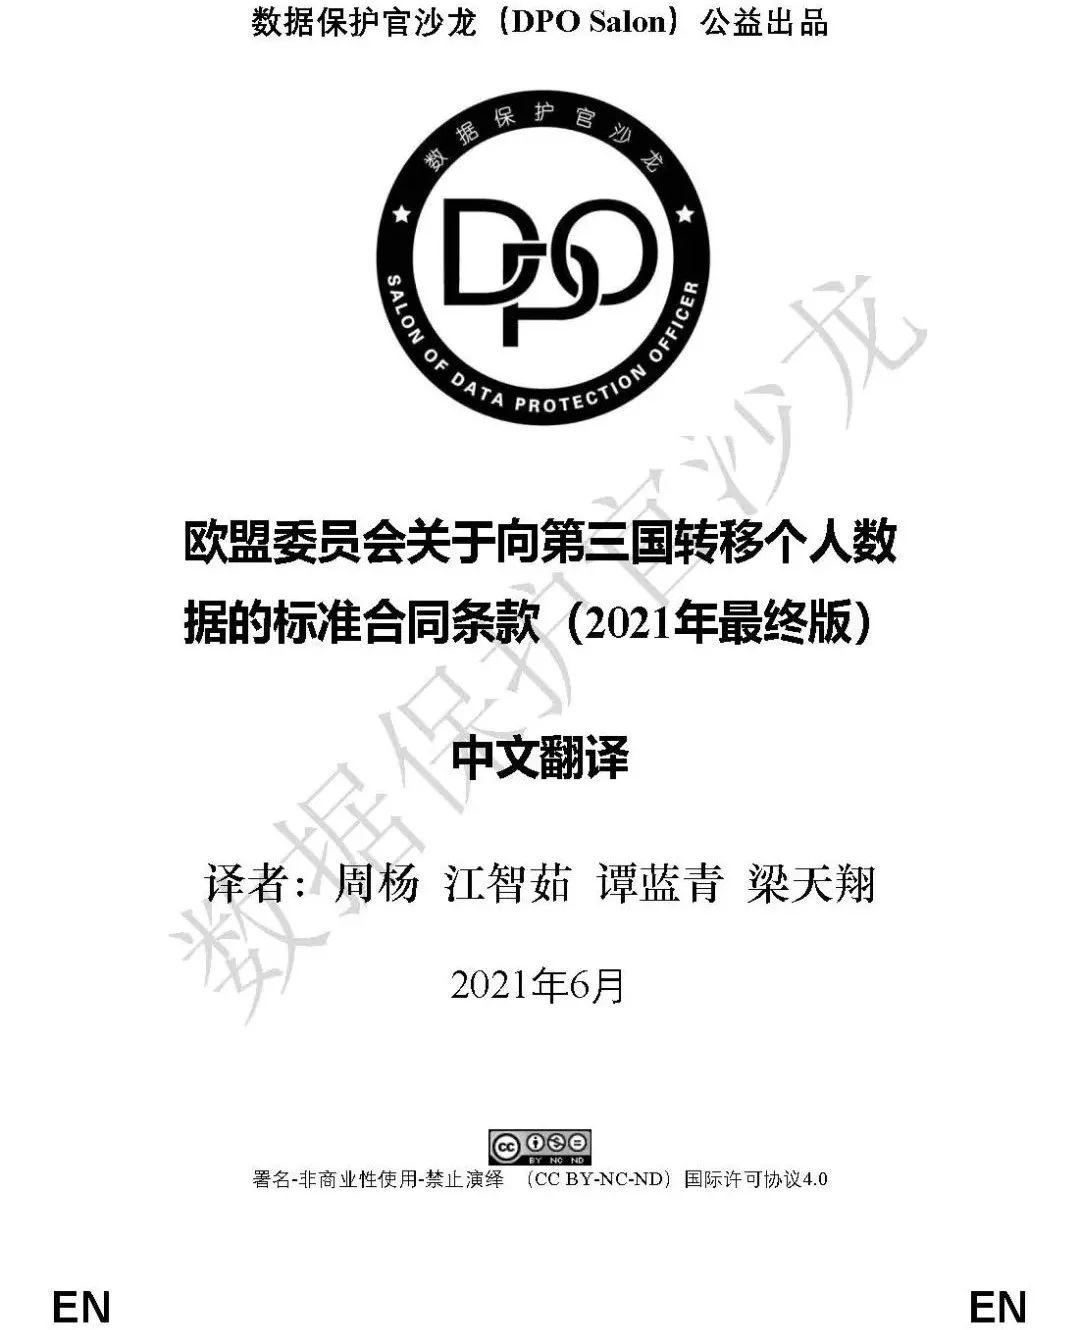 数据保护官沙龙（DPO Salon）公益出品
数据保护官沙龙
DPO
SALON OF DATA PROTECTION OFFICER
欧盟委员会关于向第三国转移个人数
据的标准合同条款（2021年最终版）
中文翻译
译者：周杨 江智茹 谭蓝青 梁天翔
2021年6月
数据保护官沙龙
cc
BY NC ND
署名-非商业性使用-禁止演绎 （CC BY-NC-ND）国际许可协议4.0
EN EN